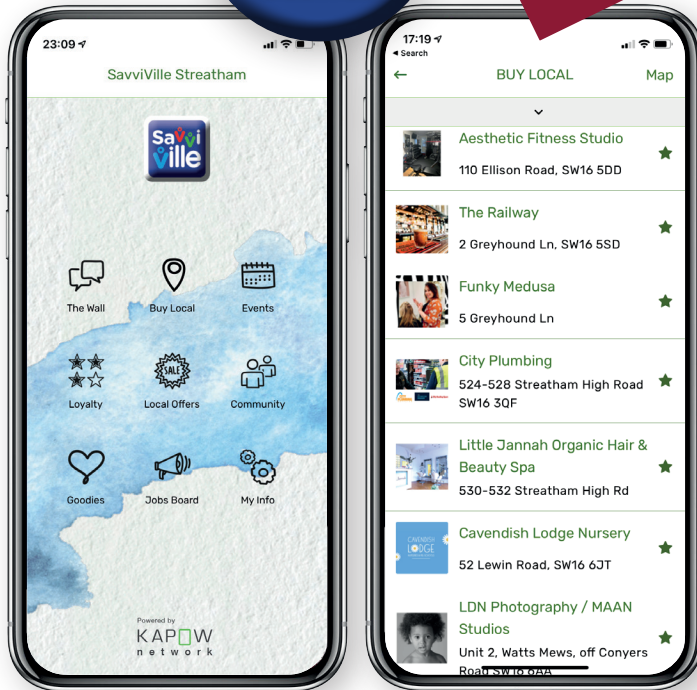 23:09
SavviVille Streatham
Savvi
Ville
The Wall
Buy Local
Events
SALE
Loyalty
Local Offers
Community
Goodies
Jobs Board
My Info
Powered by
KAPOW
network
17:19
Search
BUY LOCAL
Map
Aesthetic Fitness Studio
110 Ellison Road, SW16 5DD
The Railway
2 Greyhound Ln, SW16 5SD
Funky Medusa
5 Greyhound Ln
City Plumbing
524-528 Streatham High Road
SW16 3QF
Little Jannah Organic Hair &
Beauty Spa
530-532 Streatham High Rd
CAVENDISH
LODGE
Cavendish Lodge Nursery
52 Lewin Road, SW16 6JT
LDN Photography / MAAN
Studios
Unit 2, Watts Mews, off Conyers
Road SW16 6AA